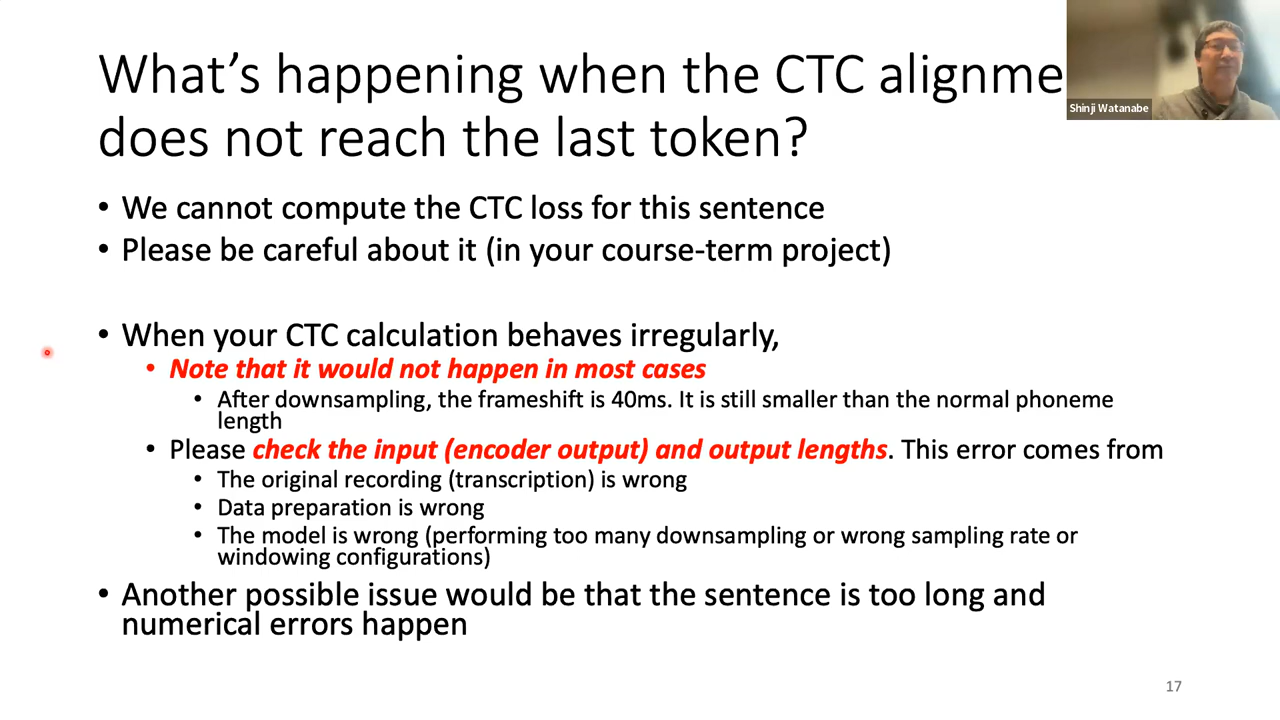 What's happening when the CTC alignme
does not reach the last token?
Shinji Watanabe
• We cannot compute the CTC loss for this sentence
• Please be careful about it (in your course-term project)
• When your CTC calculation behaves irregularly,
• Note that it would not happen in most cases
• After downsampling, the frameshift is 40ms. It is still smaller than the normal phoneme
length
• Please check the input (encoder output) and output lengths. This error comes from
• The original recording (transcription) is wrong
• Data preparation is wrong
• The model is wrong (performing too many downsampling or wrong sampling rate or
windowing configurations)
• Another possible issue would be that the sentence is too long and
numerical errors happen
17